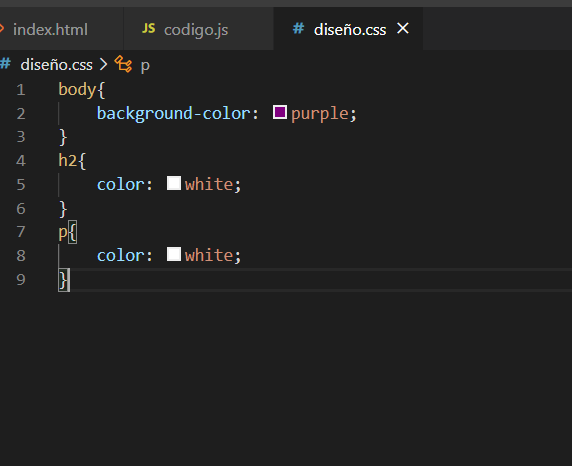 index.html JS codigo.js # diseño.css ×
# diseño.css > p
1 body{
2 background-color: purple;
3 }
4 h2{
5 color: white;
6 }
7 p{
8 color: white;
9 }